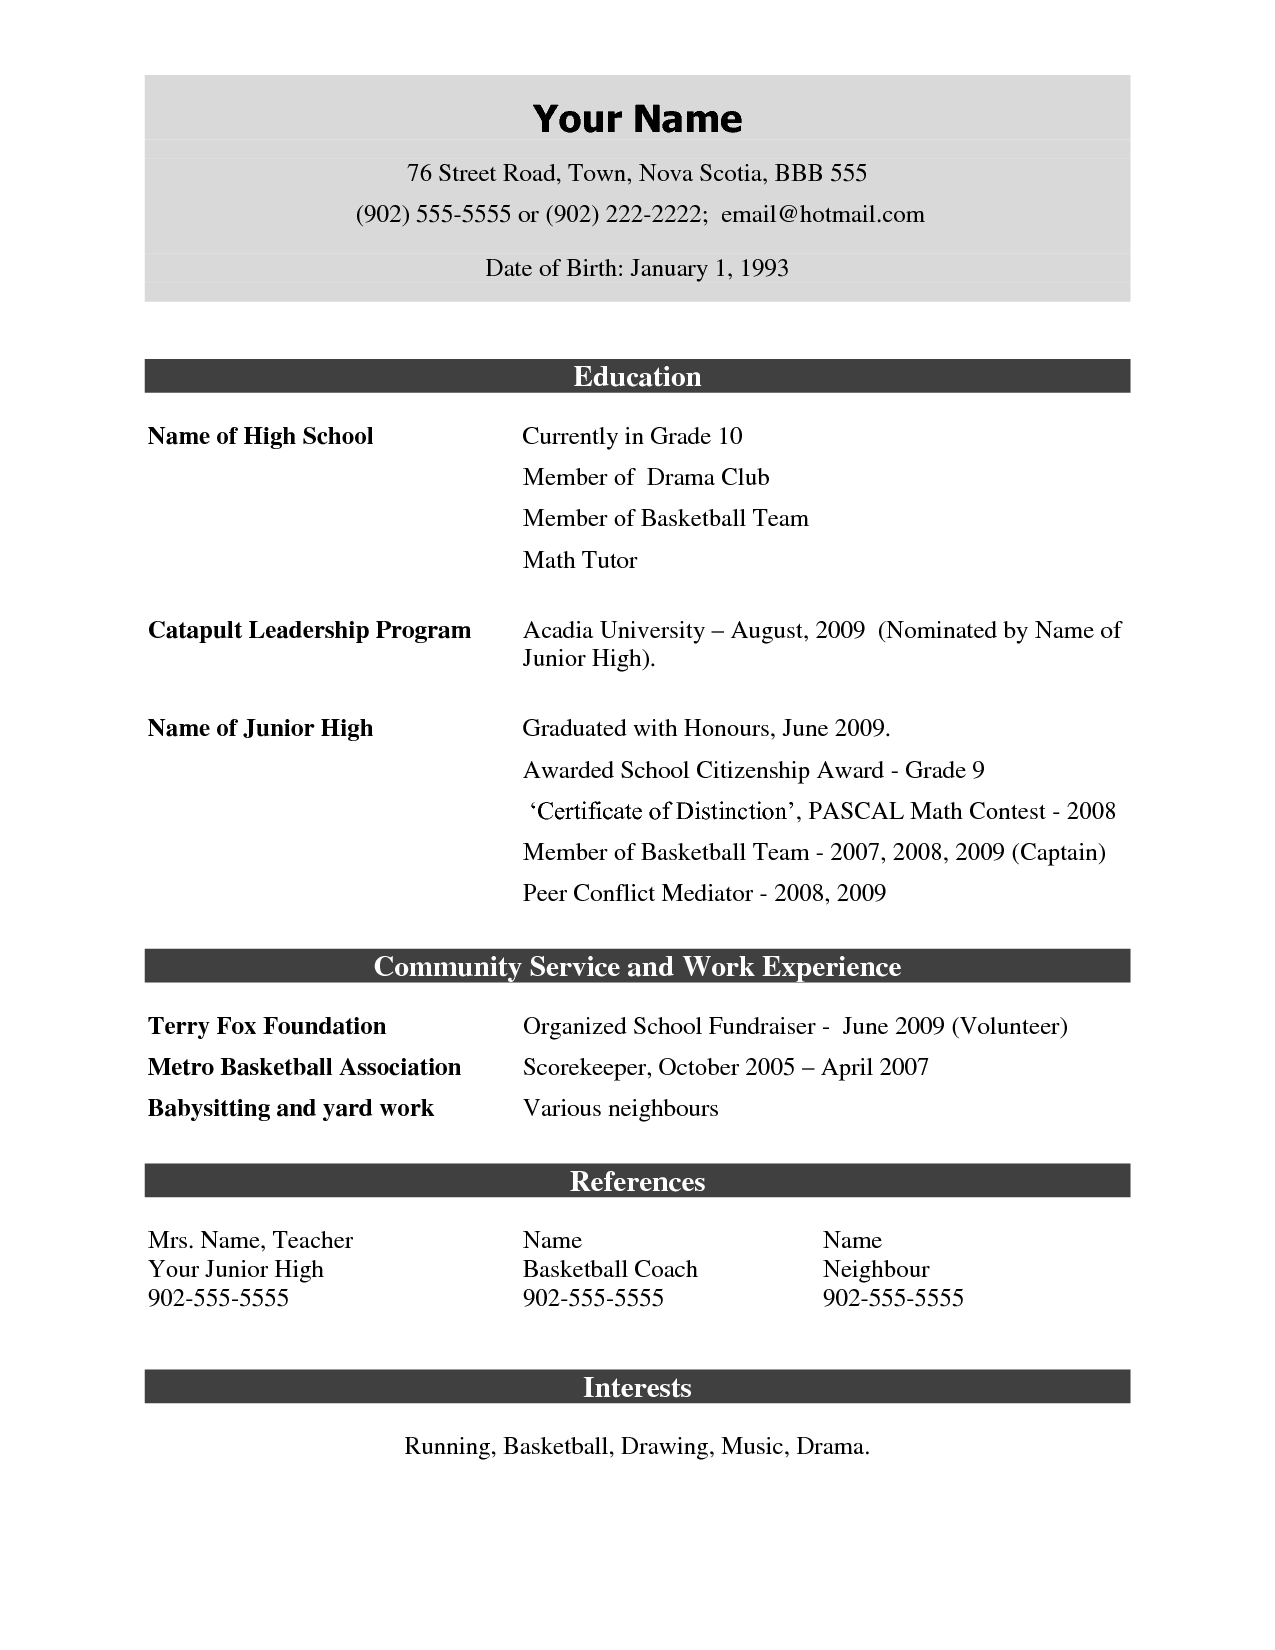 Your Name
76 Street Road, Town, Nova Scotia, BBB 555
(902) 555-5555 or (902) 222-2222;  email@hotmail.com
Date of Birth: January 1, 1993
Education
Name of High School
Currently in Grade 10
Member of  Drama Club
Member of Basketball Team
Math Tutor
Catapult Leadership Program
Acadia University – August, 2009  (Nominated by Name of
Junior High).
Name of Junior High
Graduated with Honours, June 2009.
Awarded School Citizenship Award - Grade 9
‘Certificate of Distinction’, PASCAL Math Contest - 2008
Member of Basketball Team - 2007, 2008, 2009 (Captain)
Peer Conflict Mediator - 2008, 2009
Community Service and Work Experience
Terry Fox Foundation
Organized School Fundraiser -  June 2009 (Volunteer)
Metro Basketball Association
Scorekeeper, October 2005 – April 2007
Babysitting and yard work
Various neighbours
References
Mrs. Name, Teacher
Your Junior High
902-555-5555
Name
Basketball Coach
902-555-5555
Name
Neighbour
902-555-5555
Interests
Running, Basketball, Drawing, Music, Drama.